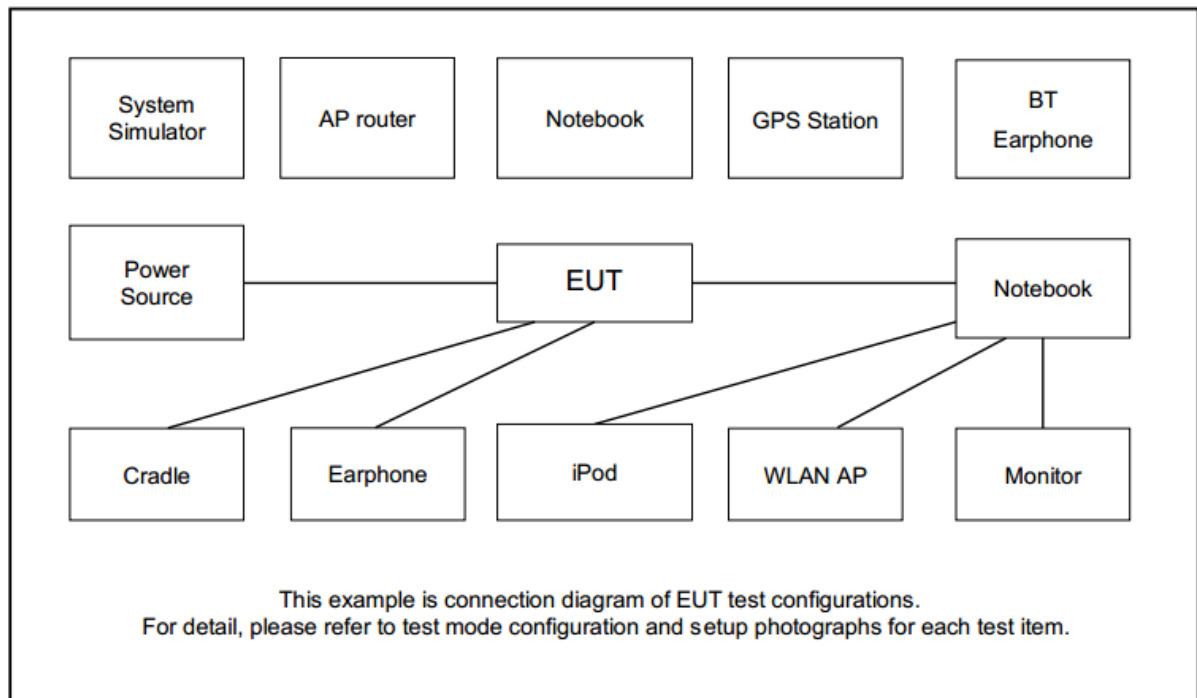 System
Simulator
AP router
Notebook
GPS Station
BT
Earphone
Power
Source
EUT
Notebook
Cradle
Earphone
iPod
WLAN AP
Monitor
This example is connection diagram of EUT test configurations.
For detail, please refer to test mode configuration and setup photographs for each test item.